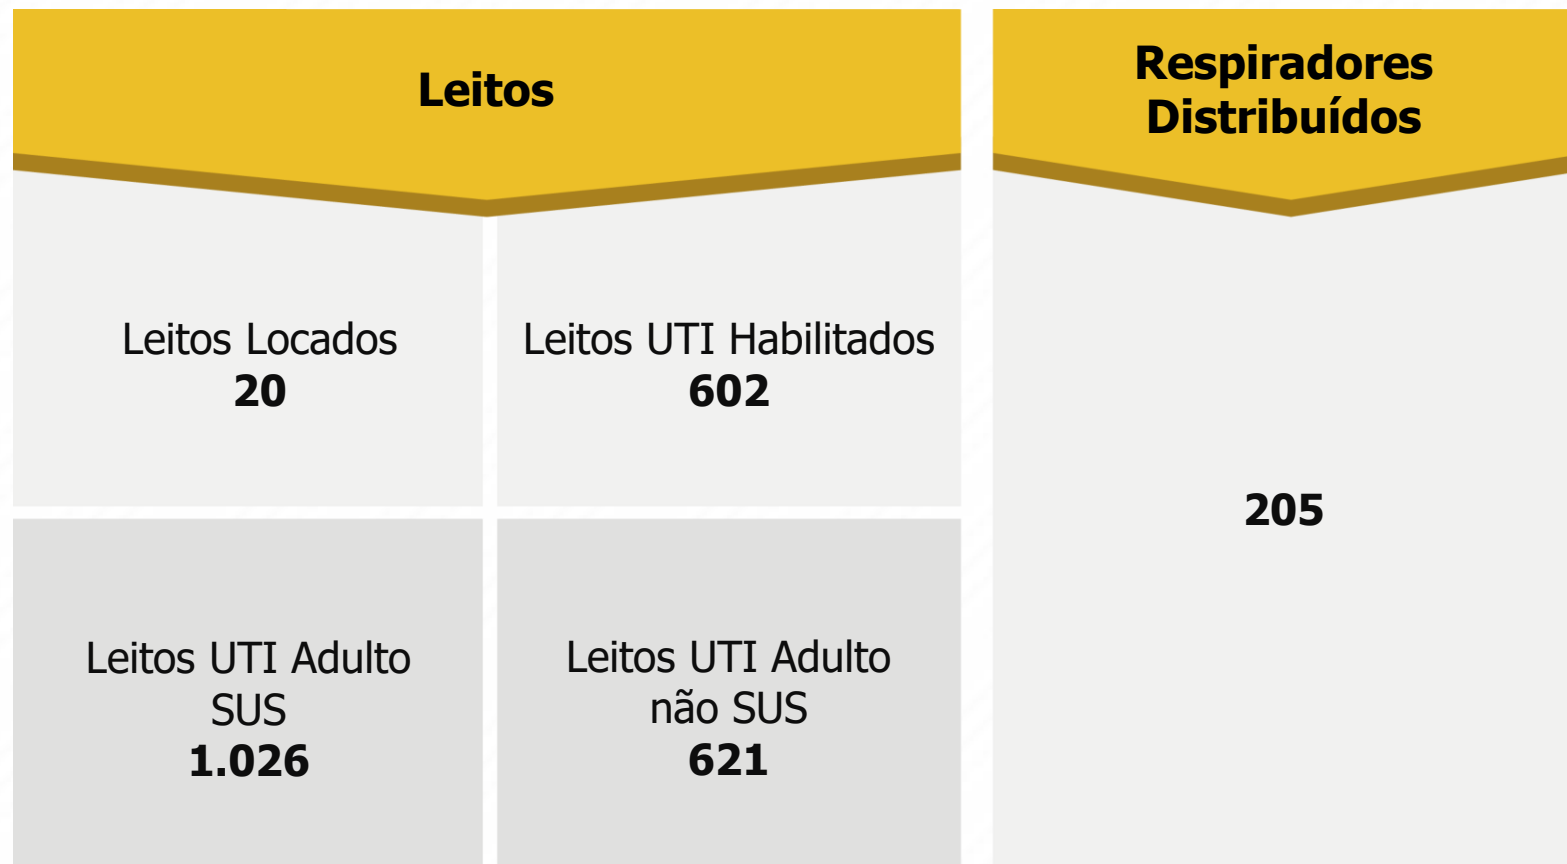 Leitos
Leitos Locados
20
Leitos UTI Habilitados
602
Leitos UTI Adulto
SUS
1.026
Leitos UTI Adulto
não SUS
621
Respiradores
Distribuídos
205